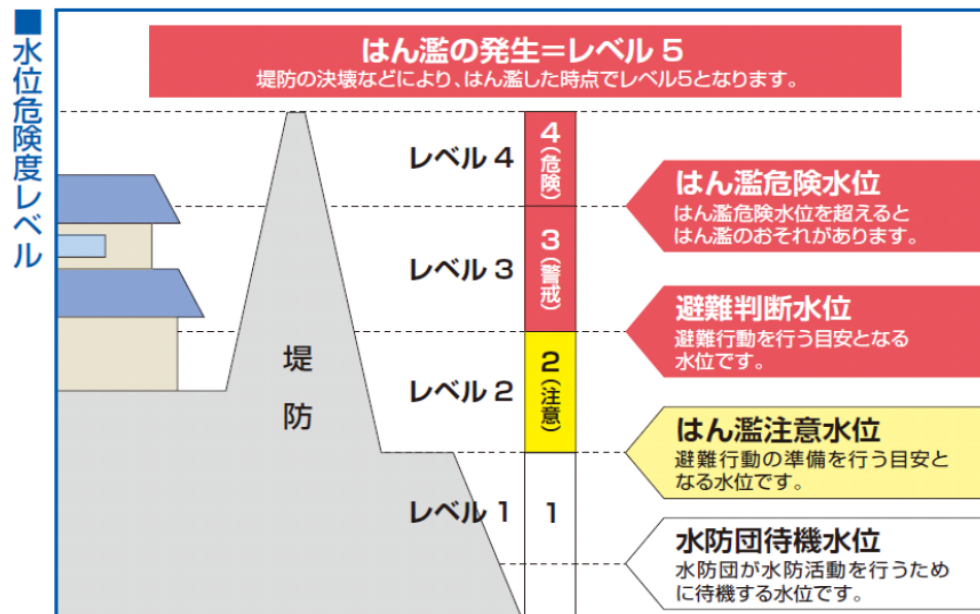 ■水位危険度レベル
はん濫の発生＝レベル5
堤防の決壊などにより、はん濫した時点でレベル5となります。
レベル4
4（危険）
はん濫危険水位
はん濫危険水位を超えると
はん濫のおそれがあります。
レベル3
3（警戒）
避難判断水位
避難行動を行う目安となる
水位です。
堤防
レベル2
2（注意）
はん濫注意水位
避難行動の準備を行う目安と
なる水位です。
レベル1
1
水防団待機水位
水防団が水防活動を行うため
に待機する水位です。